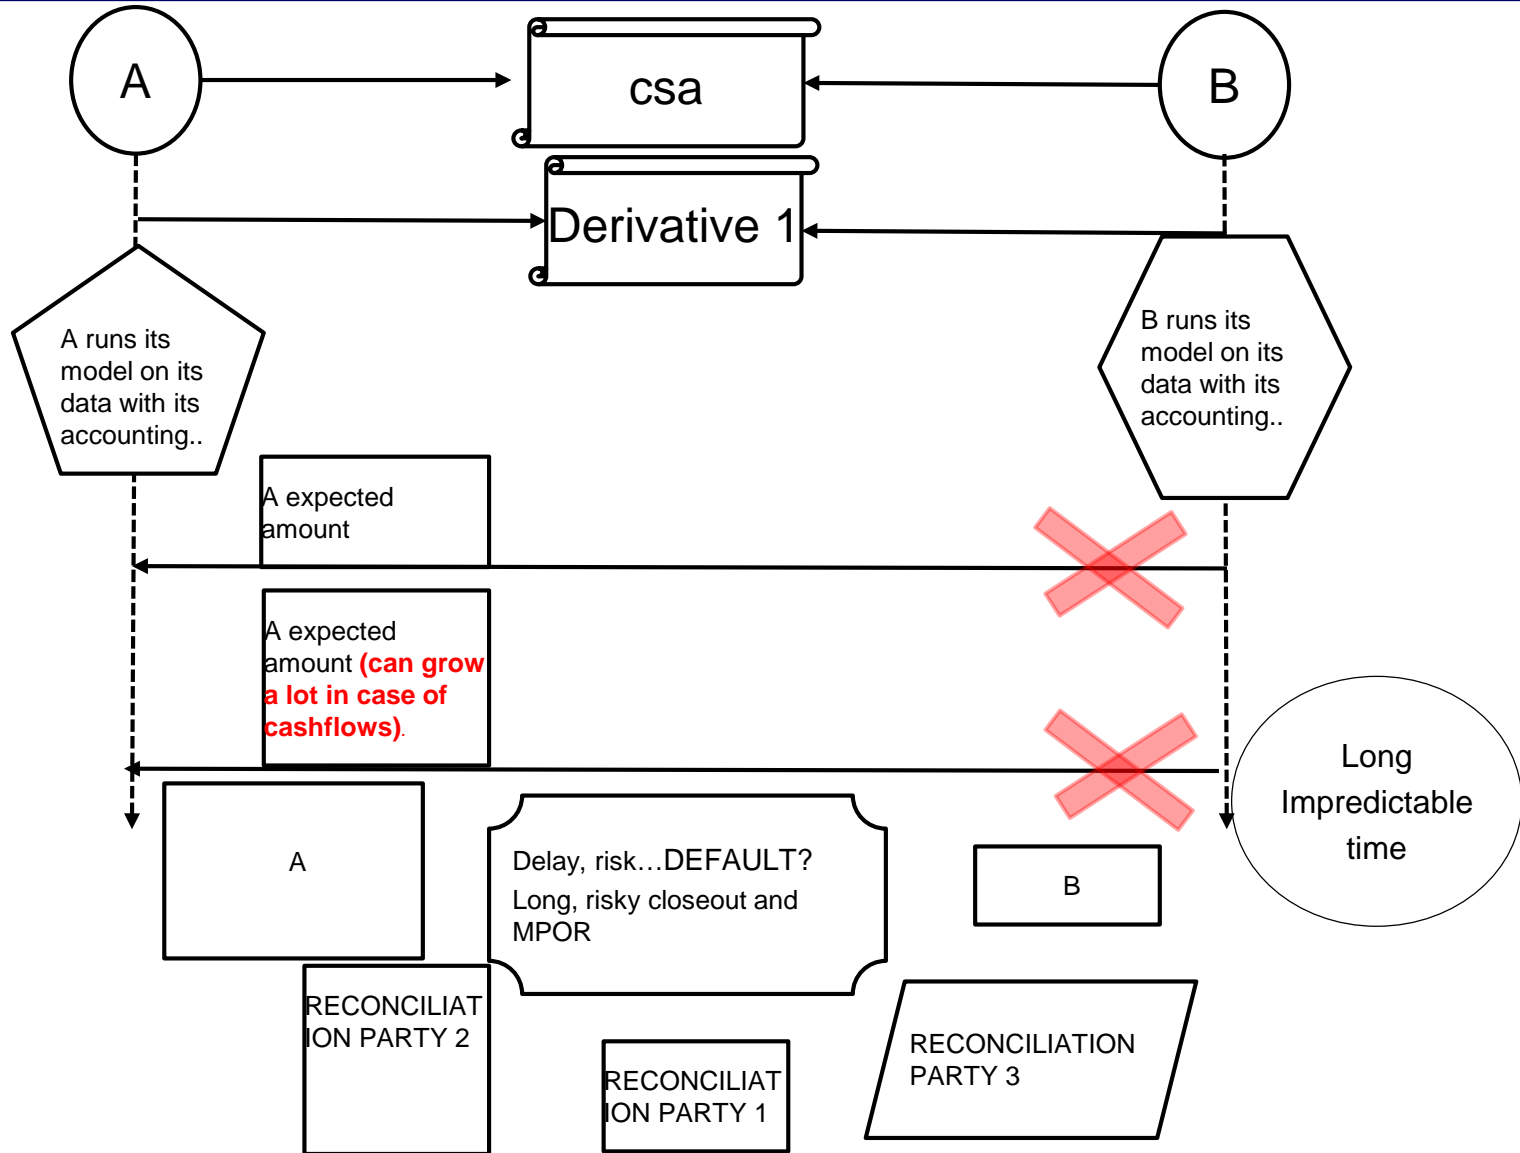 A
csa
B
Derivative 1
A runs its
model on its
data with its
accounting..
B runs its
model on its
data with its
accounting..
A expected
amount
A expected
amount (can grow
a lot in case of
cashflows).
Long
Impredictable
time
A
Delay, risk…DEFAULT?
Long, risky closeout and
MPOR
B
RECONCILIAT
ION PARTY 2
RECONCILIAT
ION PARTY 1
RECONCILIATION
PARTY 3